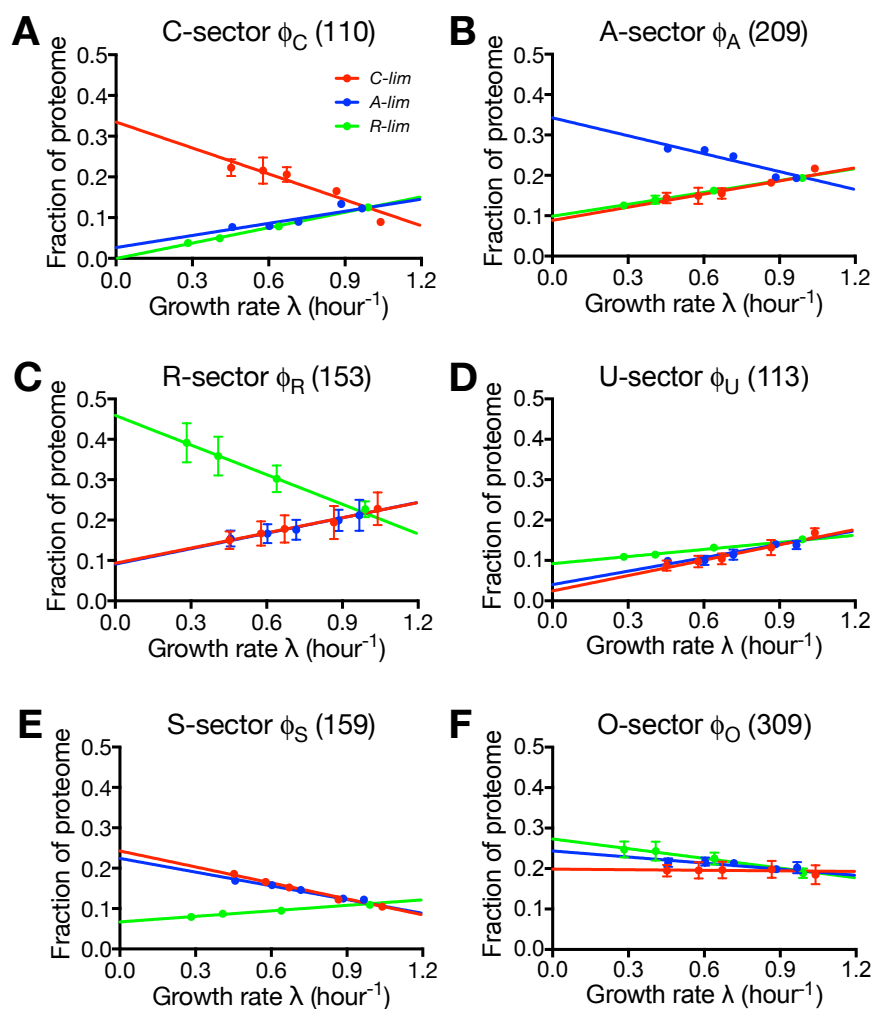 A
C-sector ϕC (110)
Fraction of proteome
0.5
0.4
0.3
0.2
0.1
0.0
C-lim
A-lim
R-lim
0.0 0.3 0.6 0.9 1.2
Growth rate λ (hour-1)
B
A-sector ϕA (209)
Fraction of proteome
0.5
0.4
0.3
0.2
0.1
0.0
0.0 0.3 0.6 0.9 1.2
Growth rate λ (hour-1)
C
R-sector ϕR (153)
Fraction of proteome
0.5
0.4
0.3
0.2
0.1
0.0
0.0 0.3 0.6 0.9 1.2
Growth rate λ (hour-1)
D
U-sector ϕU (113)
Fraction of proteome
0.5
0.4
0.3
0.2
0.1
0.0
0.0 0.3 0.6 0.9 1.2
Growth rate λ (hour-1)
E
S-sector ϕS (159)
Fraction of proteome
0.5
0.4
0.3
0.2
0.1
0.0
0.0 0.3 0.6 0.9 1.2
Growth rate λ (hour-1)
F
O-sector ϕO (309)
Fraction of proteome
0.5
0.4
0.3
0.2
0.1
0.0
0.0 0.3 0.6 0.9 1.2
Growth rate λ (hour-1)